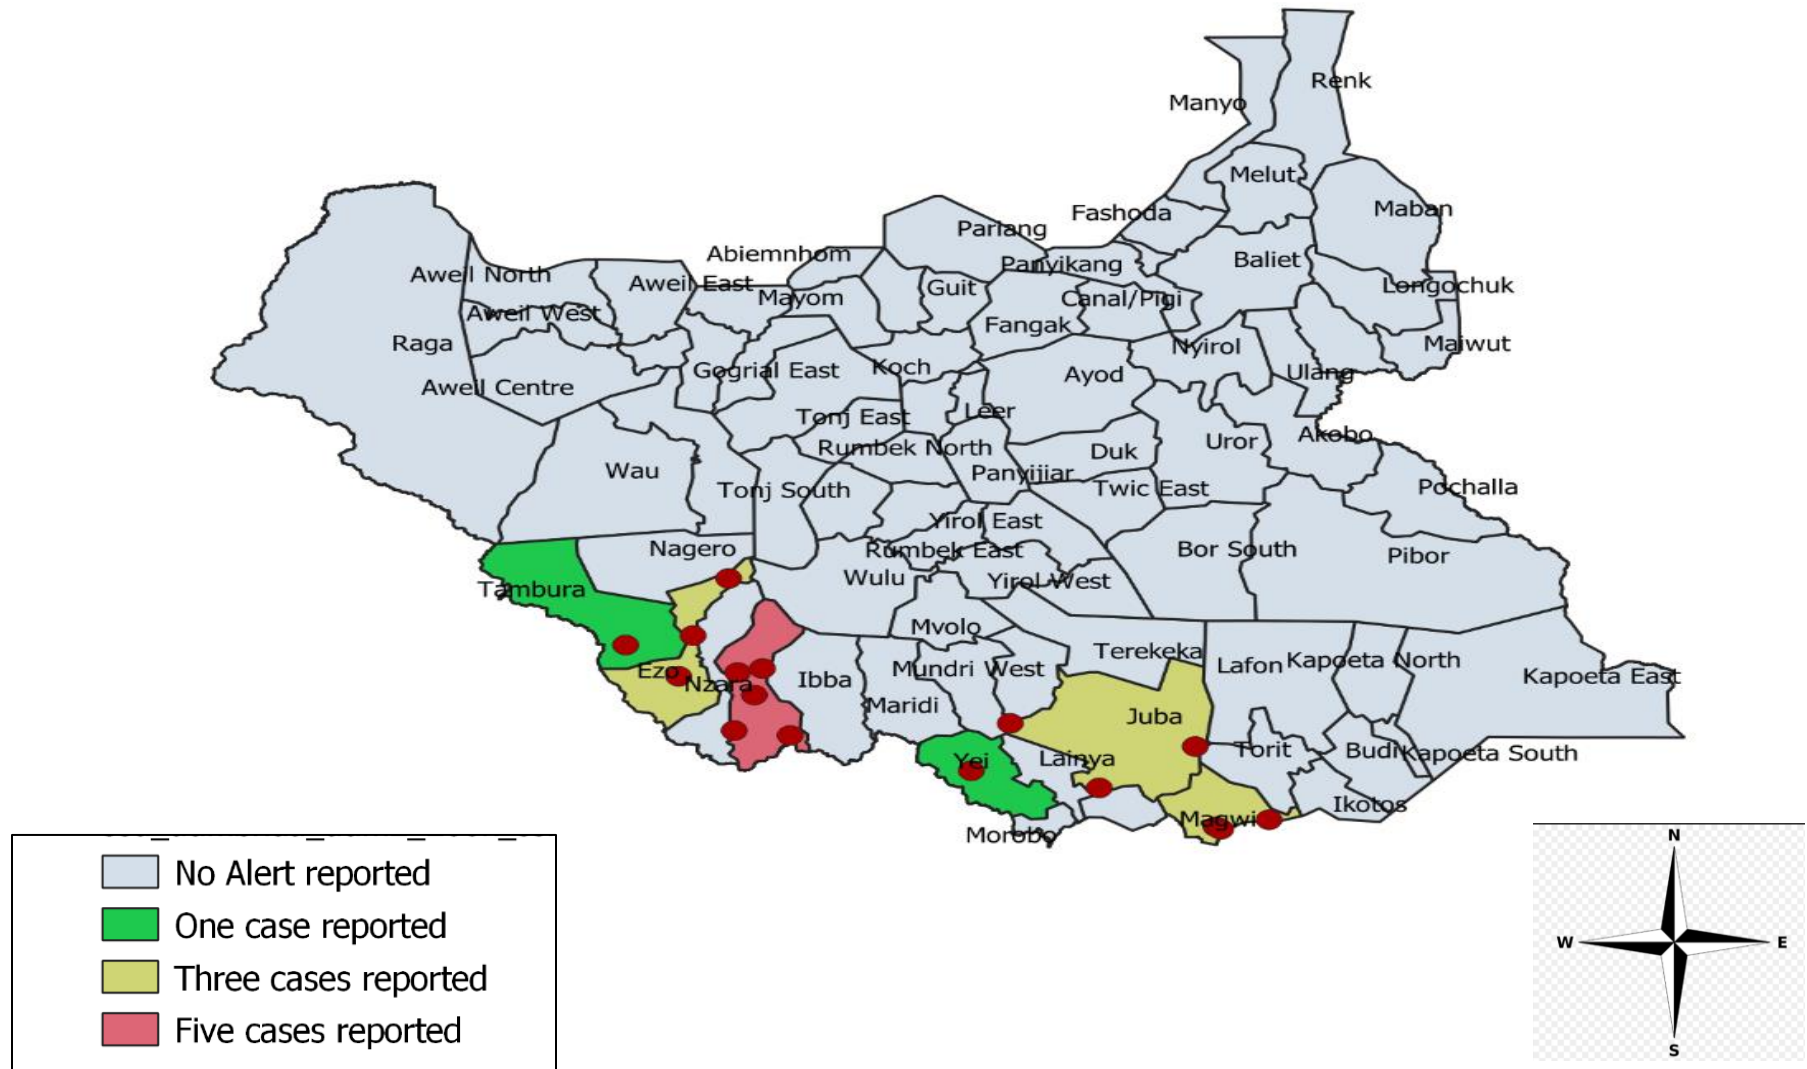 Renk
Manyo
Melut
Maban
Fashoda
Pariang
Abiemnhom
Panyikang
Baliet
Aweil North
Aweil East
Mayom
Guit
Canal/Pigi
Longochuk
Aweil West
Fangak
Raga
Nyirol
Maiwut
Gogrial East
Koch
Ayod
Ulang
Aweil Centre
Tonj East
Leer
Uror
Akobo
Rumbek North
Duk
Wau
Panyijiar
Tonj South
Twic East
Pochalla
Yirol East
Nagero
Rumbek East
Bor South
Pibor
Wulu
Yirol West
Tambura
Mvolo
Terekeka
Ezo
Nzara
Ibba
Mundri West
Lafon
Kapoeta North
Kapoeta East
Maridi
Juba
Yei
Lainya
Torit
Budi
Kapoeta South
Magwi
Ikotos
Morobo
No Alert reported
One case reported
Three cases reported
Five cases reported
N
W
E
S